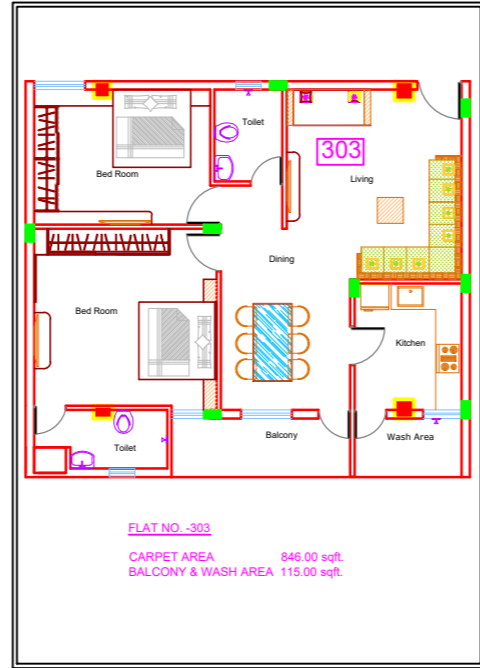 Toilet
303
Bed Room
Living
Dining
Bed Room
Kitchen
Toilet
Balcony
Wash Area
FLAT NO. -303
CARPET AREA 846.00 sqft.
BALCONY & WASH AREA 115.00 sqft.